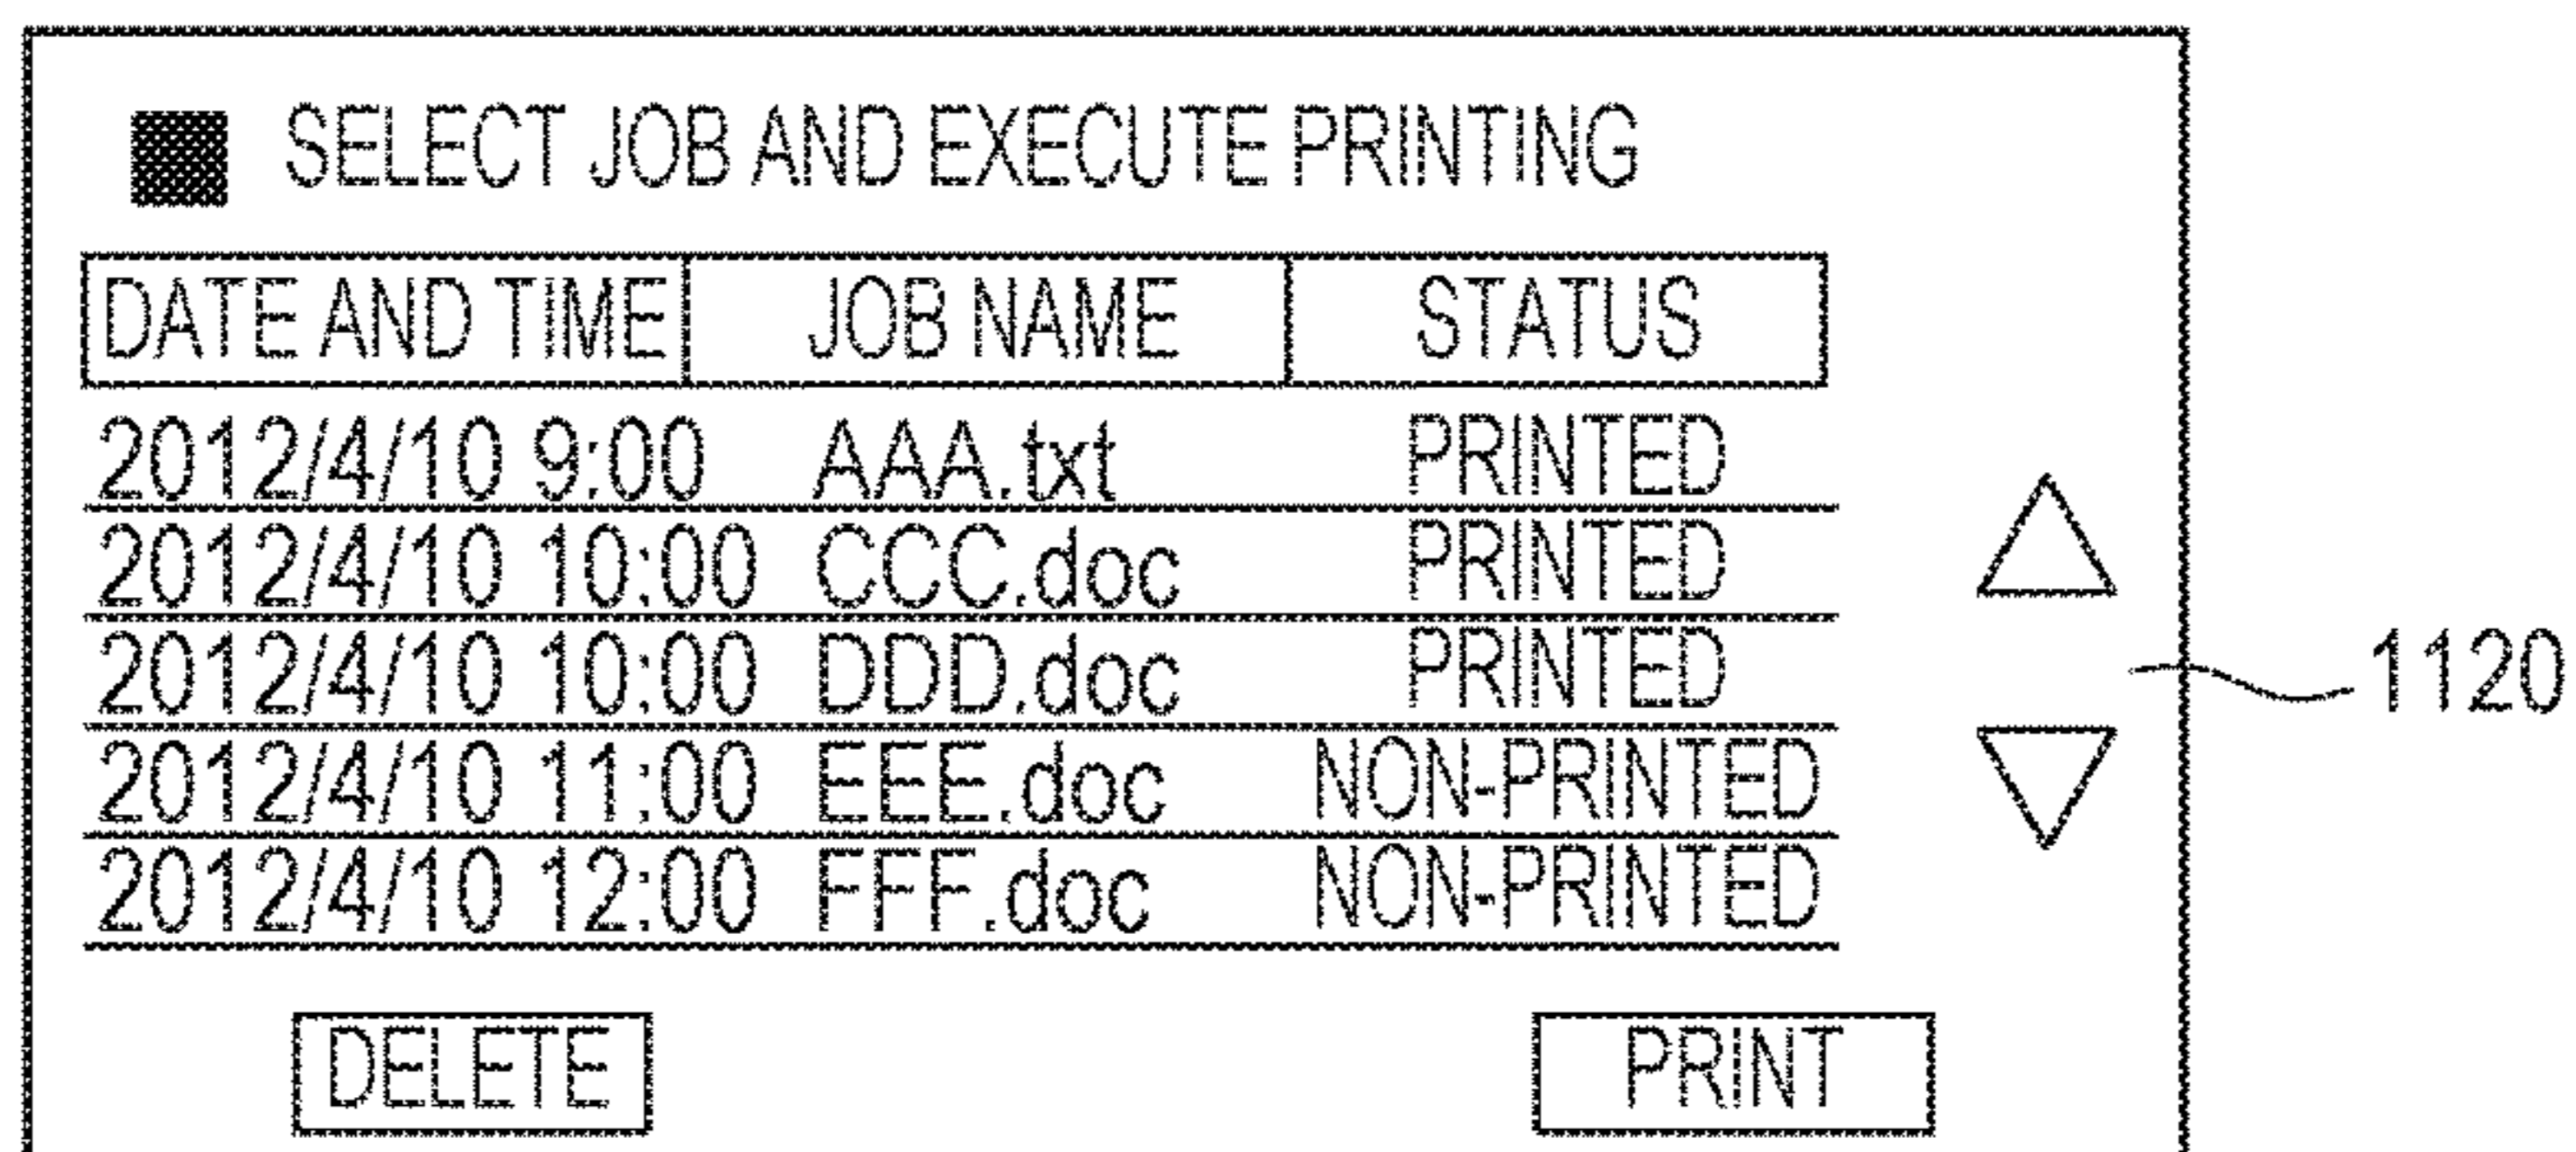 SELECT JOB AND EXECUTE PRINTING
DATE AND TIME JOB NAME STATUS
2012/4/10 9:00 AAA.txt PRINTED
2012/4/10 10:00 CCC.doc PRINTED
2012/4/10 10:00 DDD.doc PRINTED
1120
2012/4/10 11:00 EEE.doc NON-PRINTED
2012/4/10 12:00 FFF.doc NON-PRINTED
DELETE PRINT